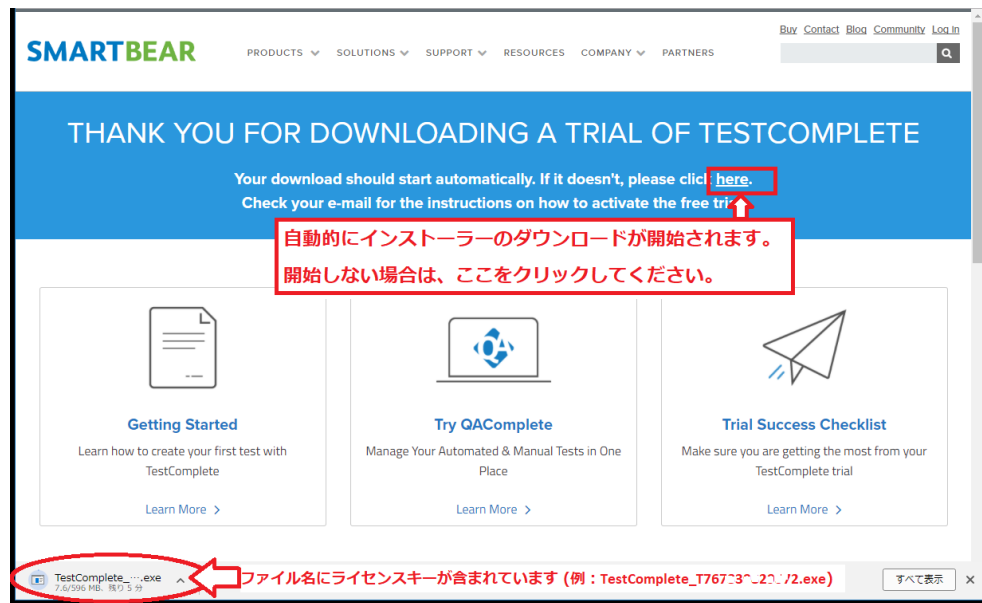 Buy Contact Blog Community Log in
SMARTBEAR
PRODUCTS SOLUTIONS SUPPORT RESOURCES COMPANY PARTNERS
THANK YOU FOR DOWNLOADING A TRIAL OF TESTCOMPLETE
Your download should start automatically. If it doesn't, please click here.
Check your e-mail for the instructions on how to activate the free
自動的にインストーラーのダウンロードが開始されます。
開始しない場合は、ここをクリックしてください。
QA
Getting Started
Learn how to create your first test with
TestComplete
Learn More
Try QAComplete
Manage Your Automated & Manual Tests in One
Place
Learn More
Trial Success Checklist
Make sure you are getting the most from your
TestComplete trial
Learn More
TestComplete_….exe
7.6/596 MB、残り 5 分
ファイル名にライセンスキーが含まれています (例：
すべて表示